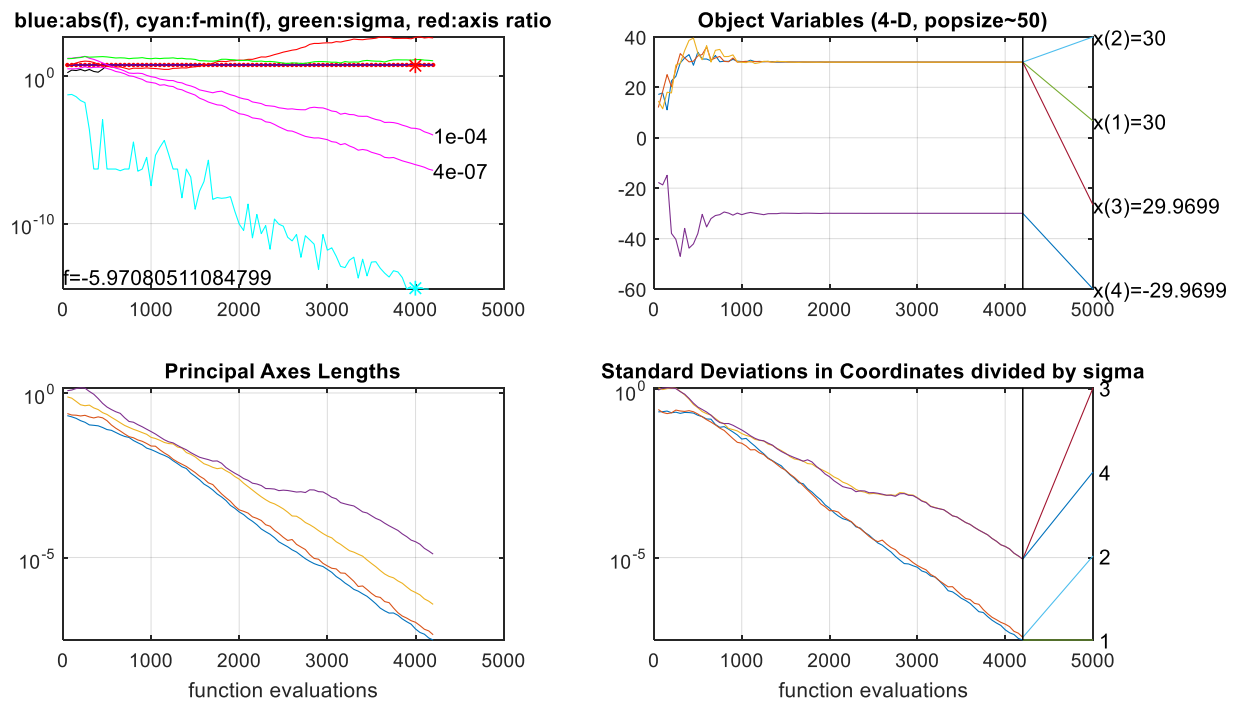 blue:abs(f), cyan:f-min(f), green:sigma, red:axis ratio
10^0
10^-10
1e-04
4e-07
f=-5.97080511084799
0 1000 2000 3000 4000 5000
Object Variables (4-D, popsize~50)
40
20
0
-20
-40
-60
x(2)=30
x(1)=30
x(3)=29.9699
x(4)=-29.9699
0 1000 2000 3000 4000 5000
Principal Axes Lengths
10^0
10^-5
0 1000 2000 3000 4000 5000
function evaluations
Standard Deviations in Coordinates divided by sigma
10^0
10^-5
3
4
2
1
0 1000 2000 3000 4000 5000
function evaluations